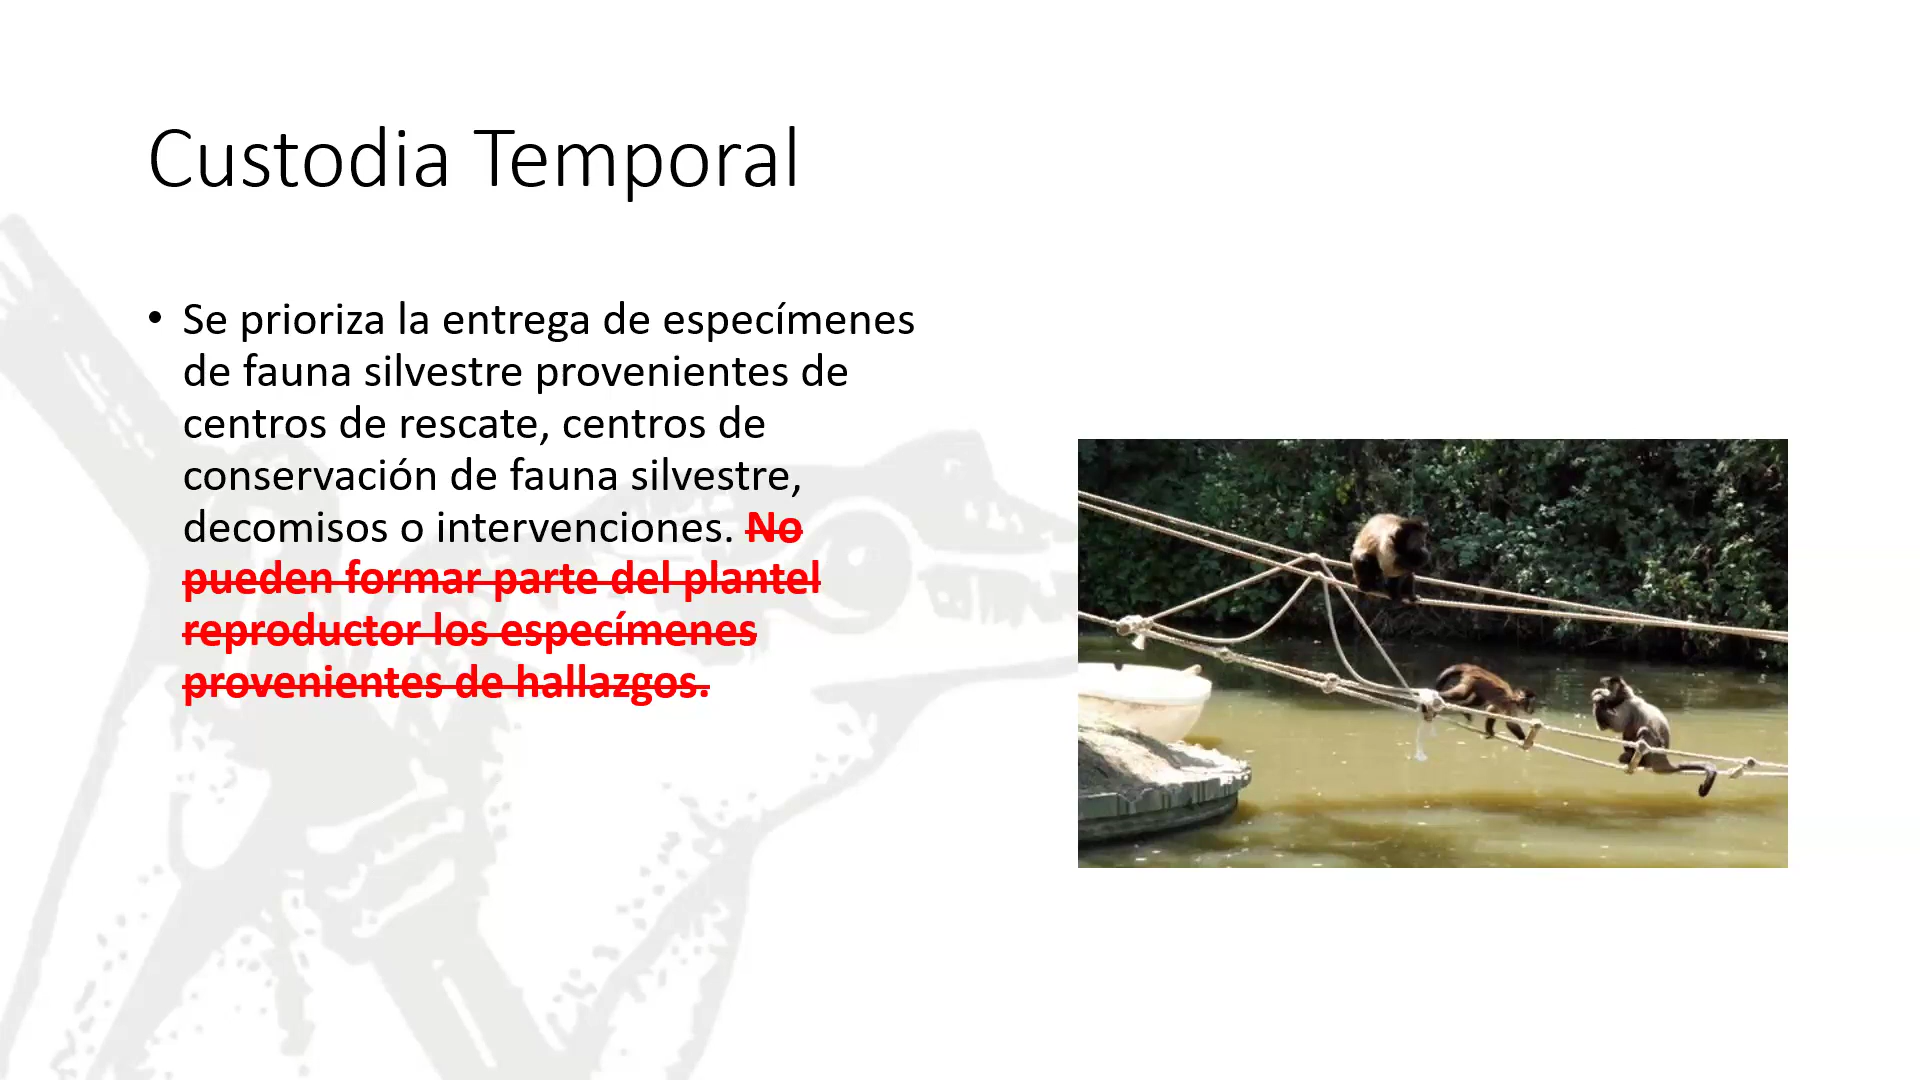 Custodia Temporal
• Se prioriza la entrega de especímenes
de fauna silvestre provenientes de
centros de rescate, centros de
conservación de fauna silvestre,
decomisos o intervenciones. No
pueden formar parte del plantel
reproductor los especímenes
provenientes de hallazgos.